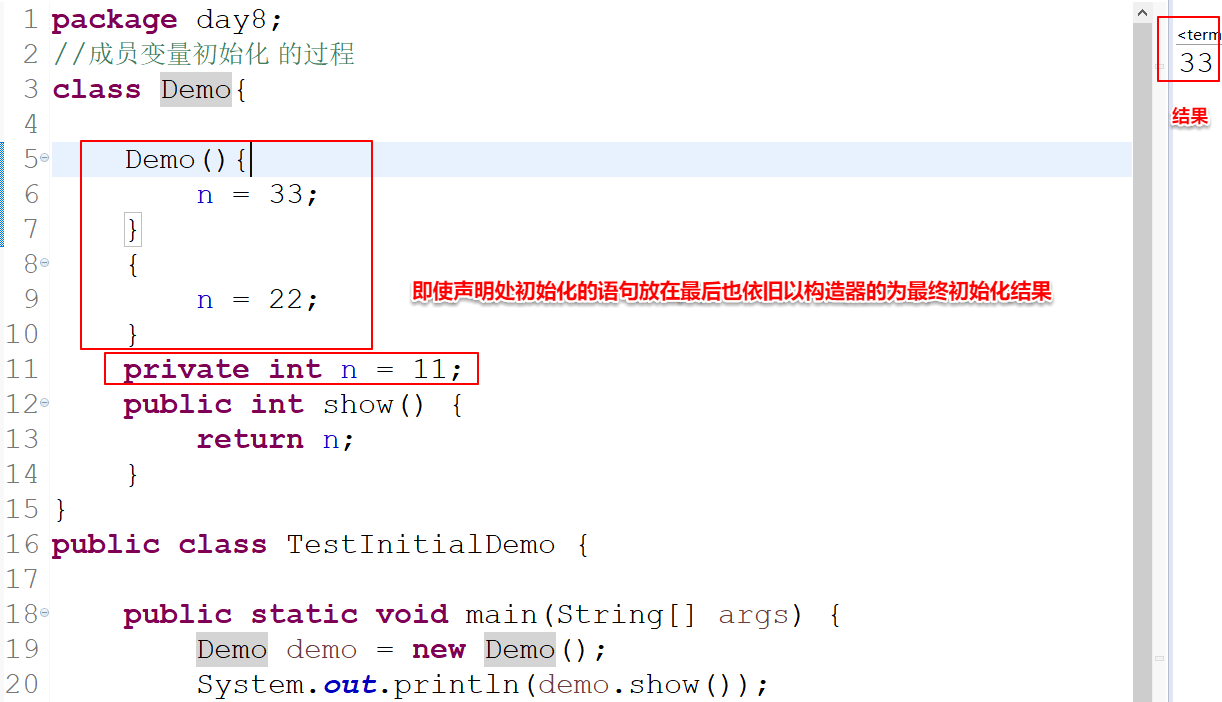 1 package day8;
2 //成员变量初始化 的过程
3 class Demo{
4
5 Demo(){
6 n = 33;
7 }
8 {
9 n = 22;
10 }
11 private int n = 11;
12 public int show() {
13 return n;
14 }
15 }
16 public class TestInitialDemo {
17
18 public static void main(String[] args) {
19 Demo demo = new Demo();
20 System.out.println(demo.show());
即使声明处初始化的语句放在最后也依旧以构造器的为最终初始化结果
<term
33
结果